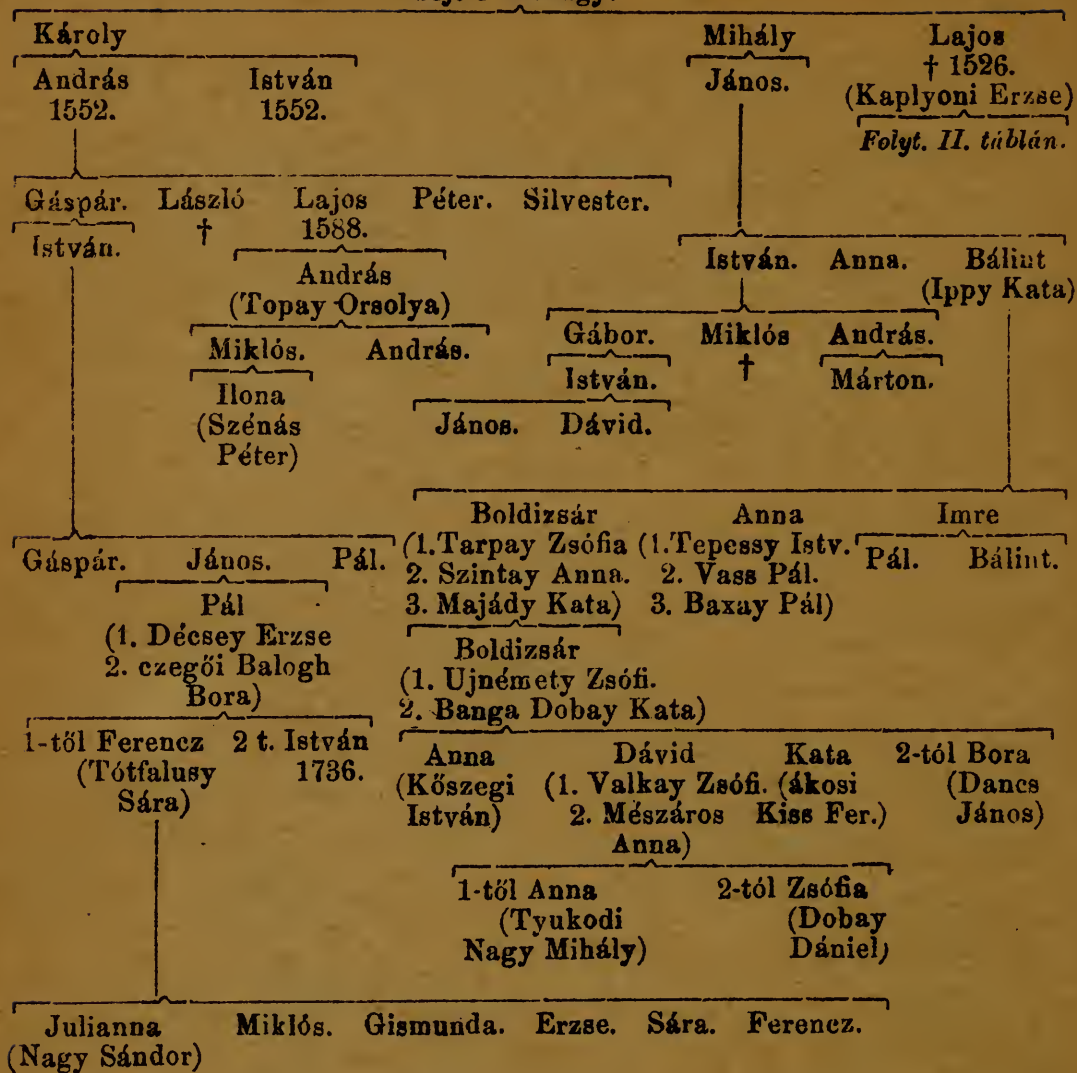 Károly Mihály Lajos
András István János. † 1526.
1552. 1552. (Kaplyoni Erzse)
Folyt. II. táblán.
Gáspár. László Lajos Péter. Silvester.
† 1588.
István.
András István. Anna. Bálint
(Topay Orsolya) (Ippy Kata)
Miklós. András. Gábor. Miklós András.
† Márton.
Ilona István.
(Szénás János. Dávid.
Péter)
Boldizsár Anna Imre
Gáspár. János. Pál. (1.Tarpay Zsófia (1.Tepessy Istv. Pál. Bálint.
2. Szintay Anna. 2. Vass Pál.
Pál 3. Majády Kata) 3. Baxay Pál)
(1. Décsey Erzse Boldizsár
2. czegői Balogh (1. Ujnémety Zsófi.
Bora) 2. Banga Dobay Kata)
1-től Ferencz 2 t. István Anna Dávid Kata 2-tól Bora
(Tótfalusy 1736. (Kőszegi (1. Valkay Zsófi. (ákosi (Dancs
Sára) István) 2. Mészáros Kiss Fer.) János)
Anna)
1-től Anna 2-tól Zsófia
(Tyukodi (Dobay
Nagy Mihály) Dániel)
Julianna Miklós. Gismunda. Erzse. Sára. Ferencz.
(Nagy Sándor)